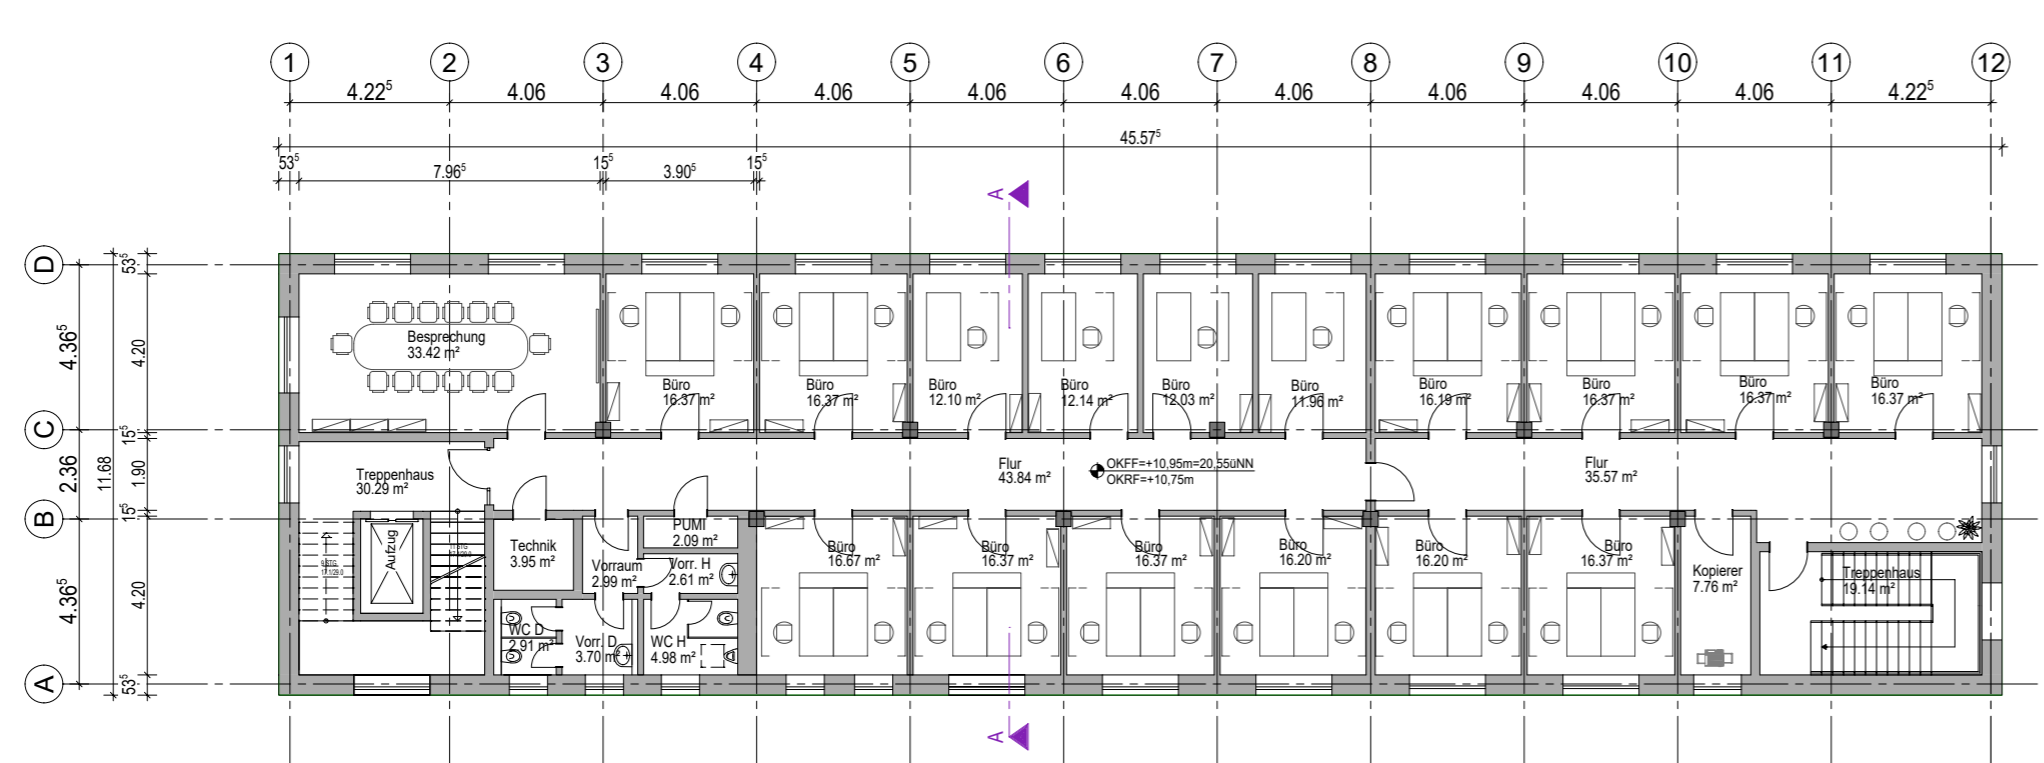 1 2 3 4 5 6 7 8 9 10 11 12
4.22⁵ 4.06 4.06 4.06 4.06 4.06 4.06 4.06 4.06 4.06 4.22⁵
45.57⁵
53⁵ 7.96⁵ 15⁵ 3.90⁵ 15⁵
A
D
C
B
A
4.36⁵
2.36
4.36⁵
11.68
53⁵
4.20
15⁵
1.90
15⁵
4.20
53⁵
Besprechung
33.42 m²
Büro
16.37 m²
Büro
16.37 m²
Büro
12.10 m²
Büro
12.14 m²
Büro
12.03 m²
Büro
11.96 m²
Büro
16.19 m²
Büro
16.37 m²
Büro
16.37 m²
Büro
16.37 m²
Treppenhaus
30.29 m²
Flur
43.84 m²
OKFF=+10,95m=20,55üNN
OKRF=+10,75m
Flur
35.57 m²
Aufzug
Technik
3.95 m²
Vorraum
2.99 m²
PUMI
2.09 m²
Vorr. H
2.61 m²
WC D
2.91 m²
Vorr. D
3.70 m²
WC H
4.98 m²
Büro
16.67 m²
Büro
16.37 m²
Büro
16.37 m²
Büro
16.20 m²
Büro
16.20 m²
Büro
16.37 m²
Kopierer
7.76 m²
Treppenhaus
19.14 m²
A